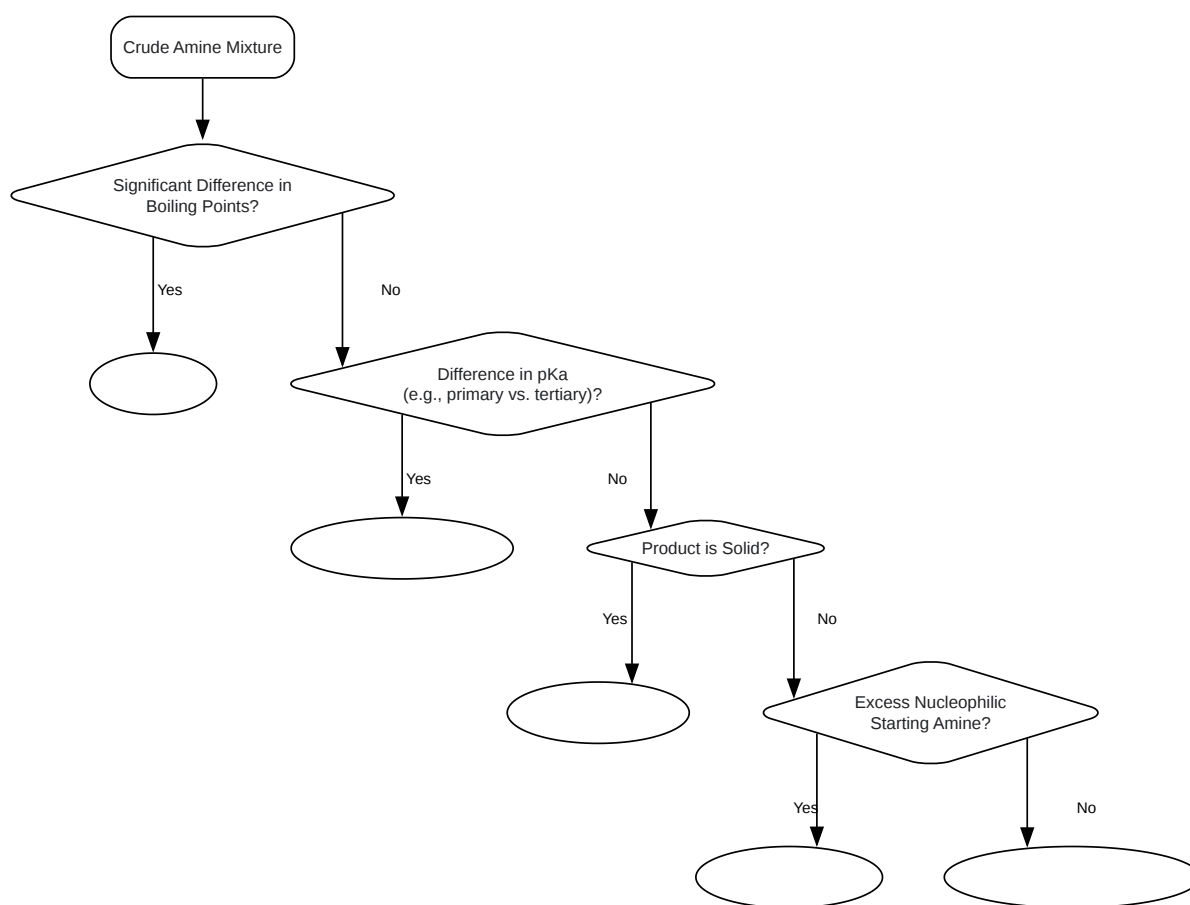 Crude Amine Mixture
Significant Difference in
Boiling Points?
Yes
No
Difference in pKa
(e.g., primary vs. tertiary)?
Yes
No
Product is Solid?
Yes
No
Excess Nucleophilic
Starting Amine?
Yes
No